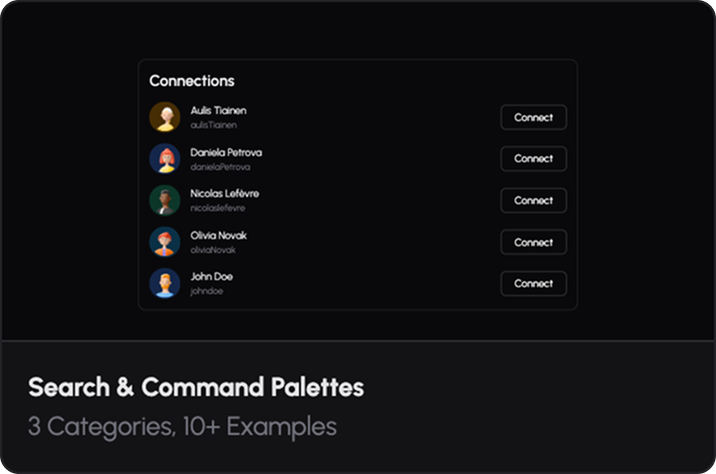 Connections
Aulis Tiainen
aulisTiainen
Connect
Daniela Petrova
danielaPetrova
Connect
Nicolas Lefèvre
nicolaslefevre
Connect
Olivia Novak
oliviaNovak
Connect
John Doe
johndoe
Connect
Search & Command Palettes
3 Categories, 10+ Examples